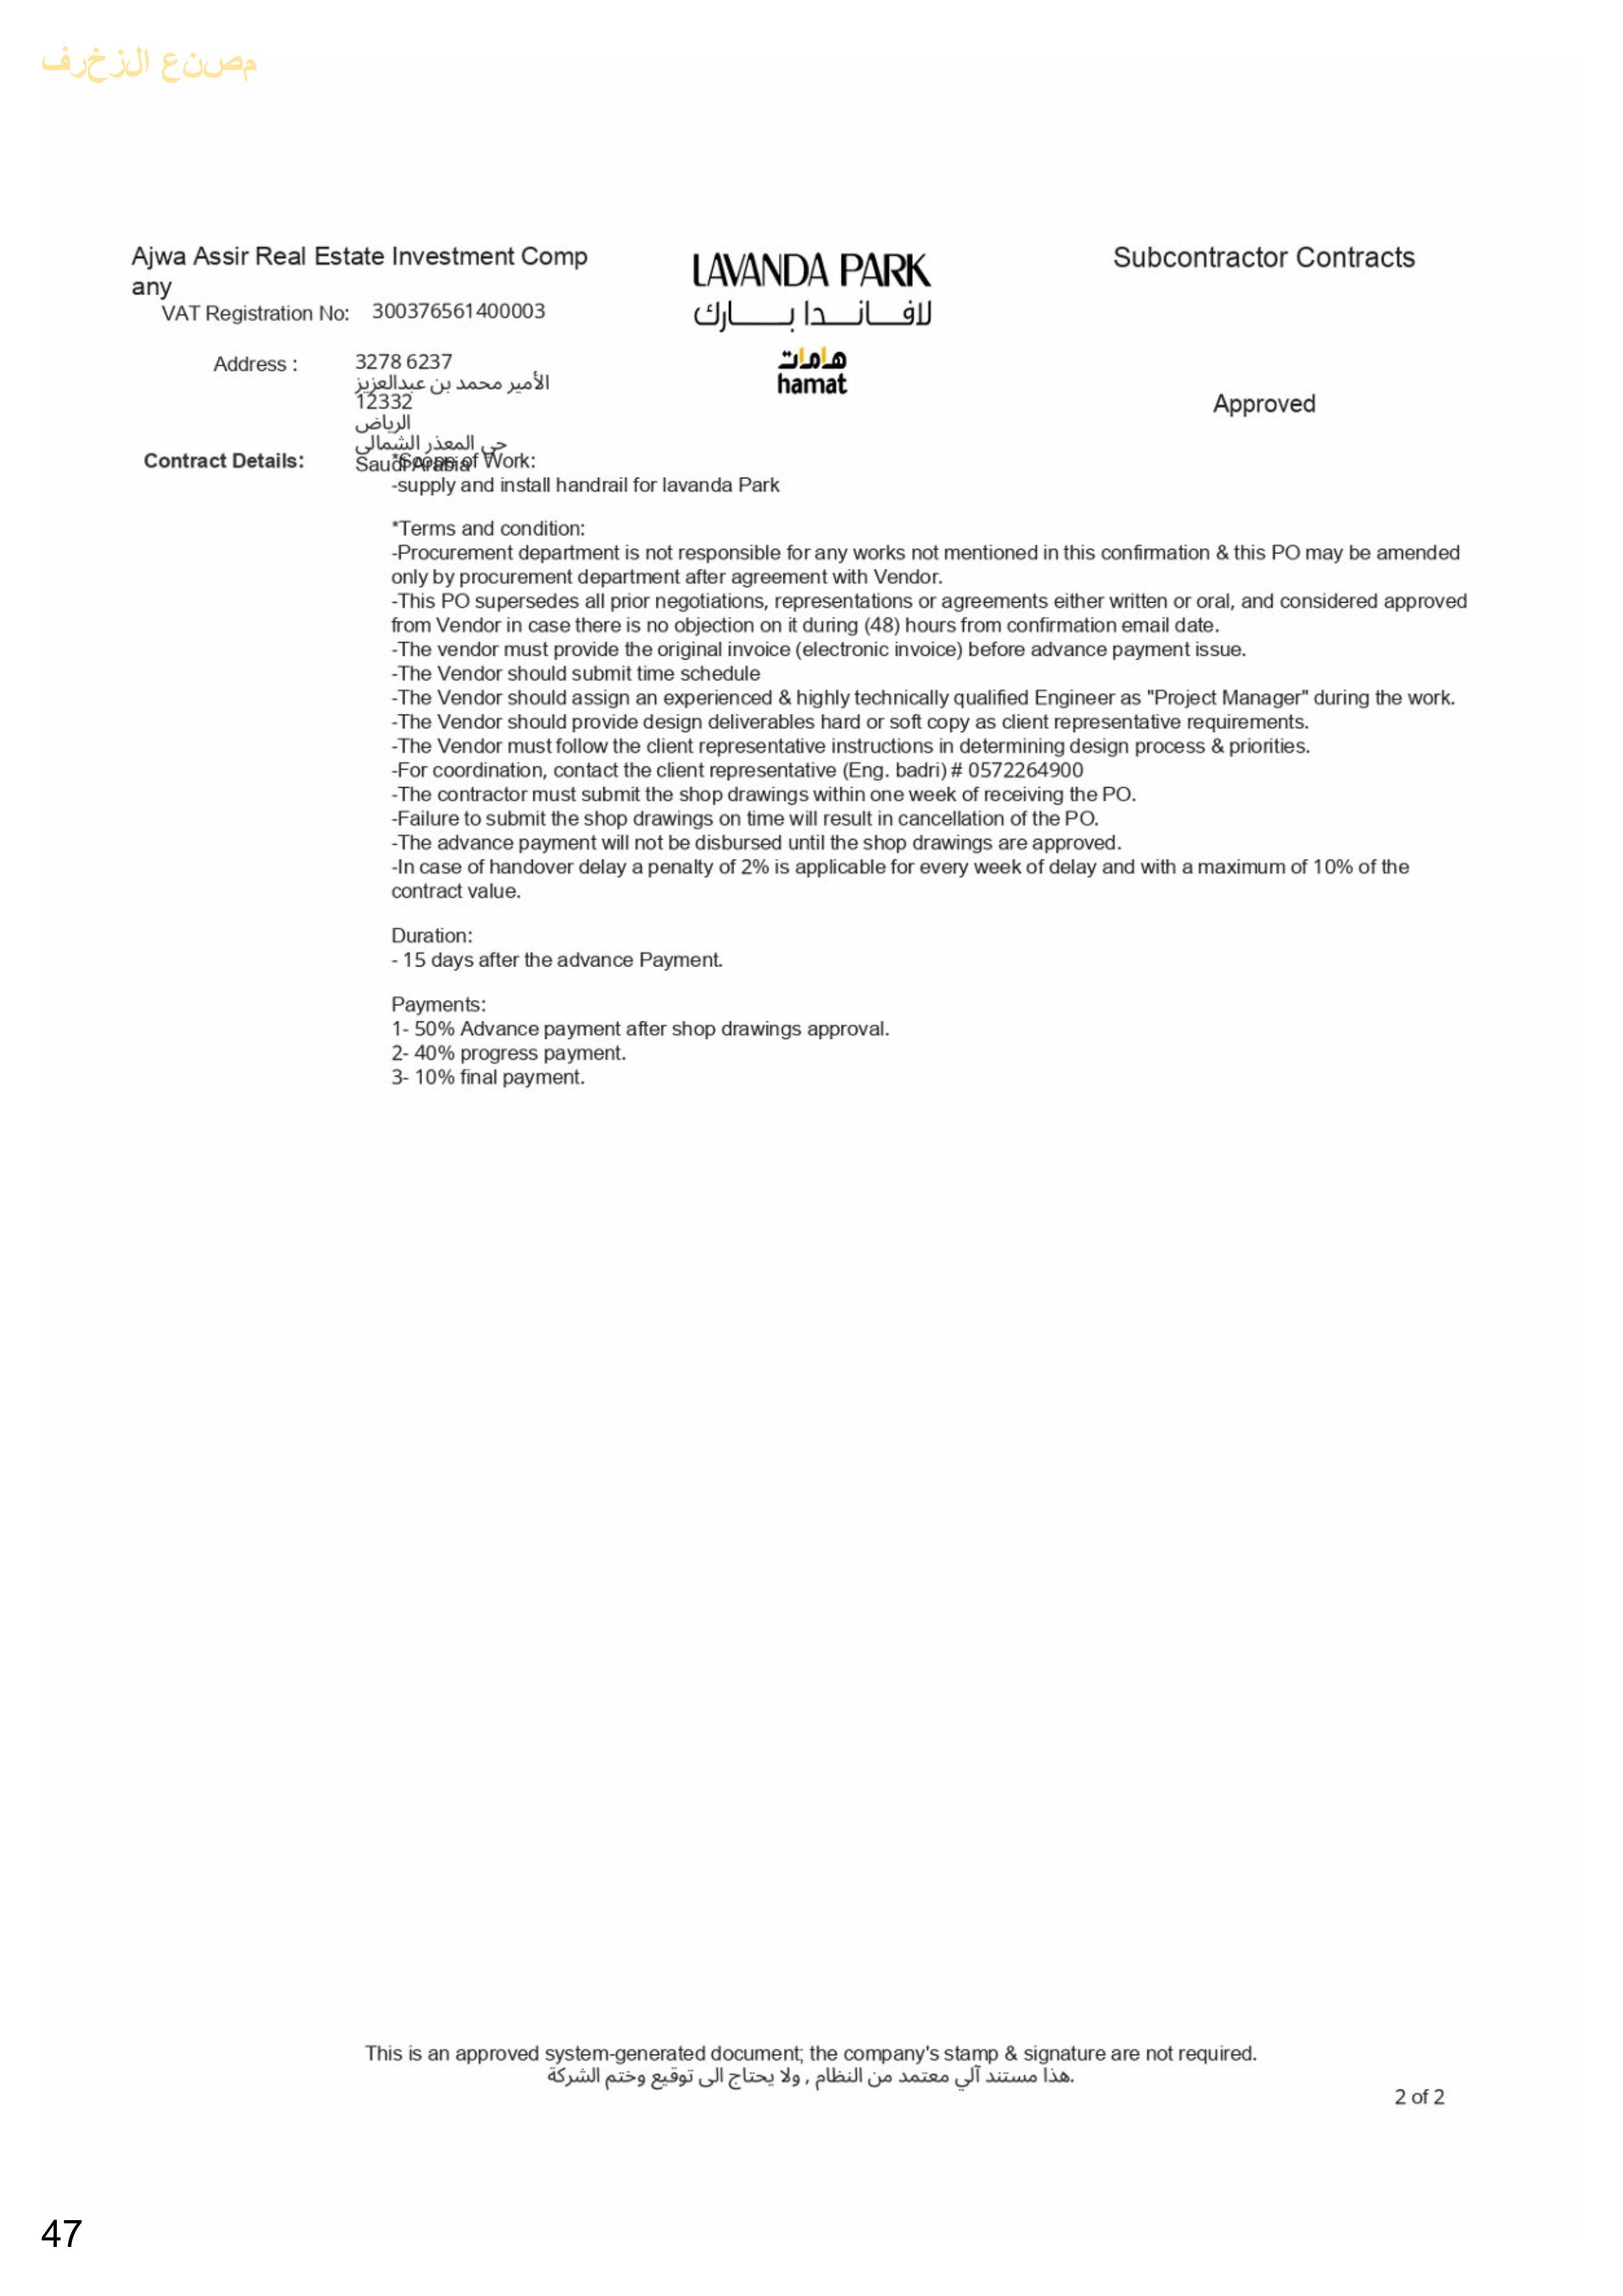 مصنع الزخرف
Ajwa Assir Real Estate Investment Comp
any
VAT Registration No: 300376561400003
Address :
3278 6237
الأمير محمد بن عبدالعزيز
12332
الرياض
حي المعذر الشمالي
Saudi Arabia
LAVANDA PARK
لافاندا بارك
هامات
hamat
Subcontractor Contracts
Approved
Contract Details:
*Scope of Work:
-supply and install handrail for lavanda Park
*Terms and condition:
-Procurement department is not responsible for any works not mentioned in this confirmation & this PO may be amended
only by procurement department after agreement with Vendor.
-This PO supersedes all prior negotiations, representations or agreements either written or oral, and considered approved
from Vendor in case there is no objection on it during (48) hours from confirmation email date.
-The vendor must provide the original invoice (electronic invoice) before advance payment issue.
-The Vendor should submit time schedule
-The Vendor should assign an experienced & highly technically qualified Engineer as "Project Manager" during the work.
-The Vendor should provide design deliverables hard or soft copy as client representative requirements.
-The Vendor must follow the client representative instructions in determining design process & priorities.
-For coordination, contact the client representative (Eng. badri) # 0572264900
-The contractor must submit the shop drawings within one week of receiving the PO.
-Failure to submit the shop drawings on time will result in cancellation of the PO.
-The advance payment will not be disbursed until the shop drawings are approved.
-In case of handover delay a penalty of 2% is applicable for every week of delay and with a maximum of 10% of the
contract value.
Duration:
- 15 days after the advance Payment.
Payments:
1- 50% Advance payment after shop drawings approval.
2- 40% progress payment.
3- 10% final payment.
This is an approved system-generated document; the company's stamp & signature are not required.
هذا مستند آلي معتمد من النظام , ولا يحتاج الى توقيع وختم الشركة.
2 of 2
47